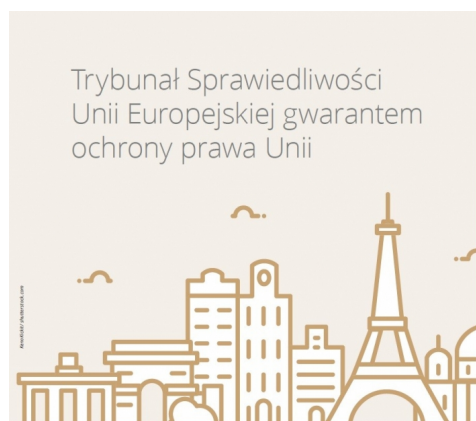 Trybunał Sprawiedliwości
Unii Europejskiej gwarantem
ochrony prawa Unii